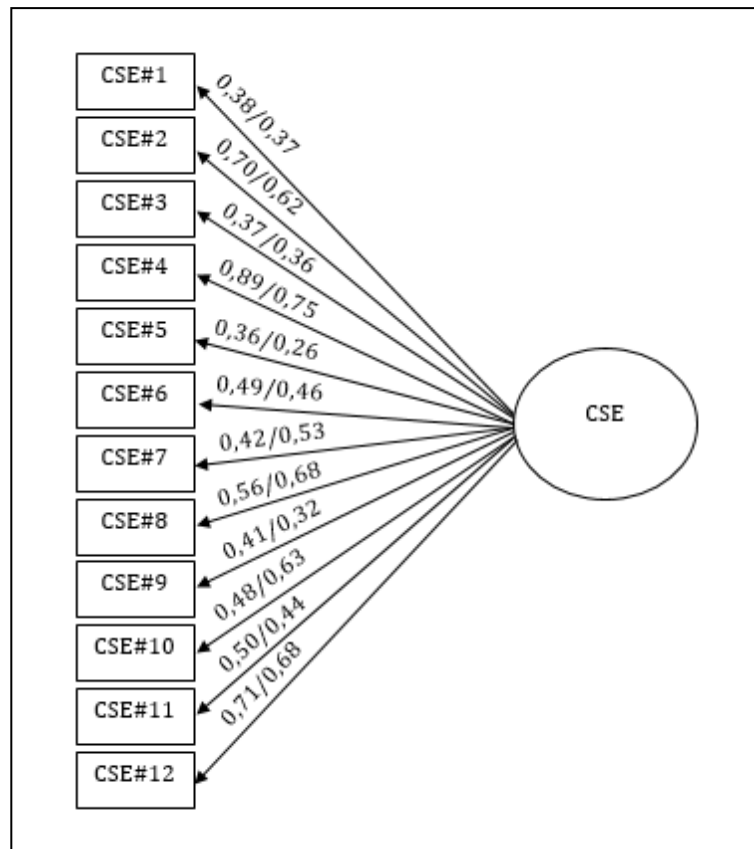 CSE#1
0,38/0,37
CSE#2
0,70/0,62
CSE#3
0,37/0,36
CSE#4
0,89/0,75
CSE#5
0,36/0,26
CSE#6
0,49/0,46
CSE
CSE#7
0,42/0,53
CSE#8
0,56/0,68
CSE#9
0,41/0,32
CSE#10
0,48/0,63
CSE#11
0,50/0,44
CSE#12
0,71/0,68